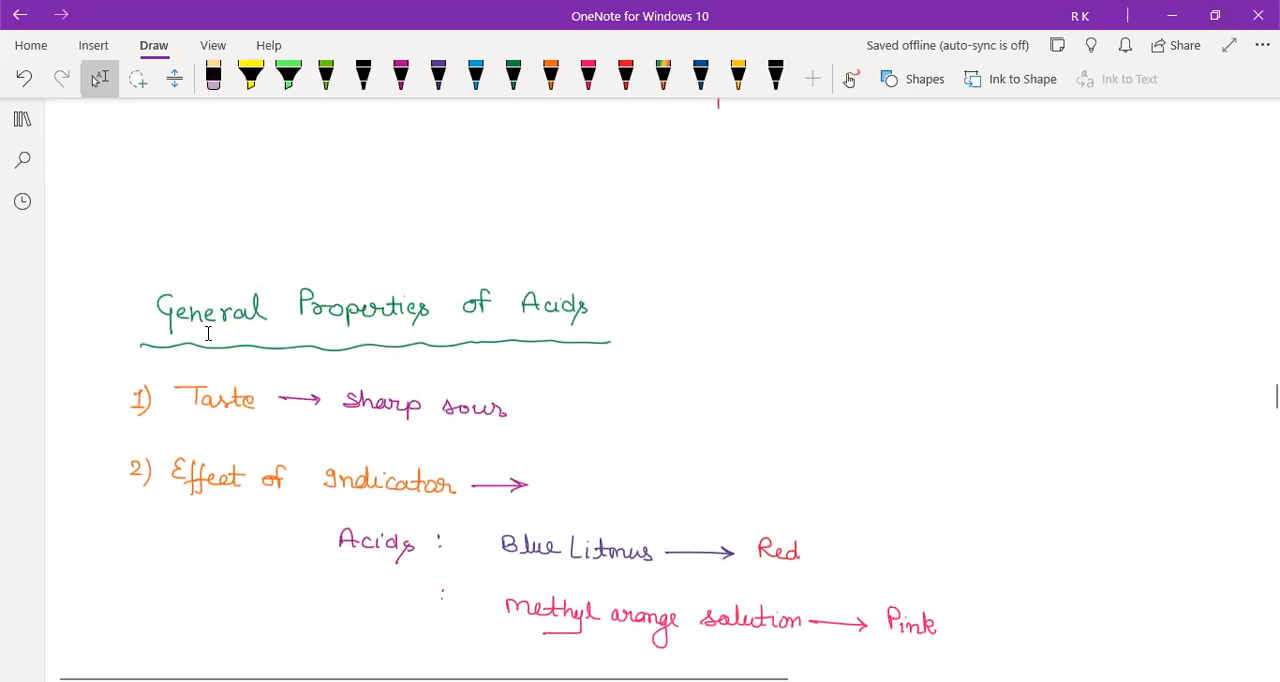 OneNote for Windows 10
R K
Home Insert Draw View Help
Saved offline (auto-sync is off) Share
Shapes Ink to Shape Ink to Text
General Properties of Acids
1) Taste → sharp sour
2) Effect of Indicator →
Acids : Blue Litmus → Red
: methyl orange solution → Pink